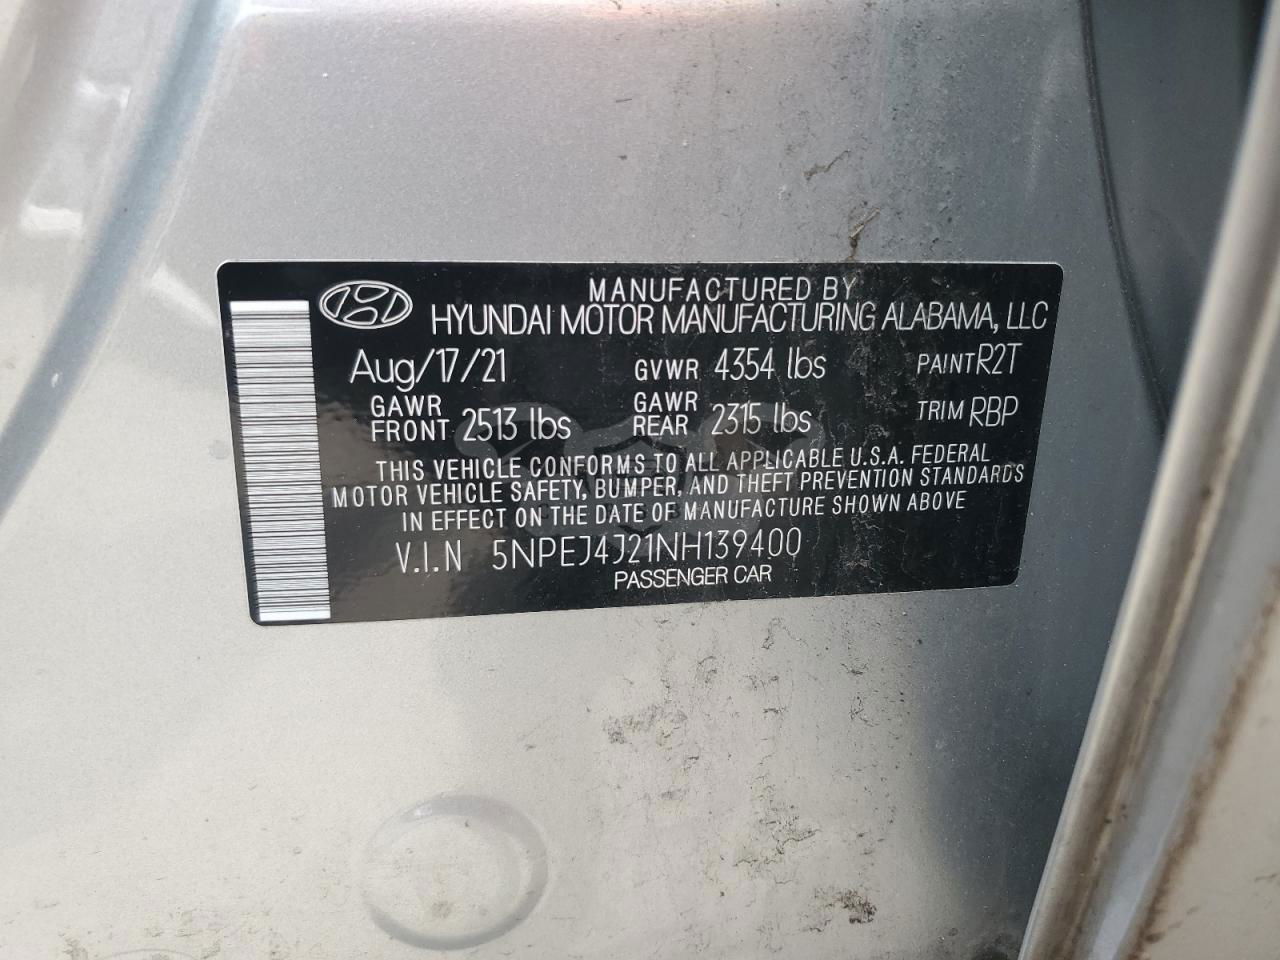 MANUFACTURED BY
HYUNDAI MOTOR MANUFACTURING ALABAMA, LLC
Aug/17/21 GVWR 4354 lbs PAINT R2T
GAWR FRONT 2513 lbs GAWR REAR 2315 lbs TRIM RBP
THIS VEHICLE CONFORMS TO ALL APPLICABLE U.S.A. FEDERAL
MOTOR VEHICLE SAFETY, BUMPER, AND THEFT PREVENTION STANDARDS
IN EFFECT ON THE DATE OF MANUFACTURE SHOWN ABOVE
V.I.N 5NPEJ4J21NH139400
PASSENGER CAR